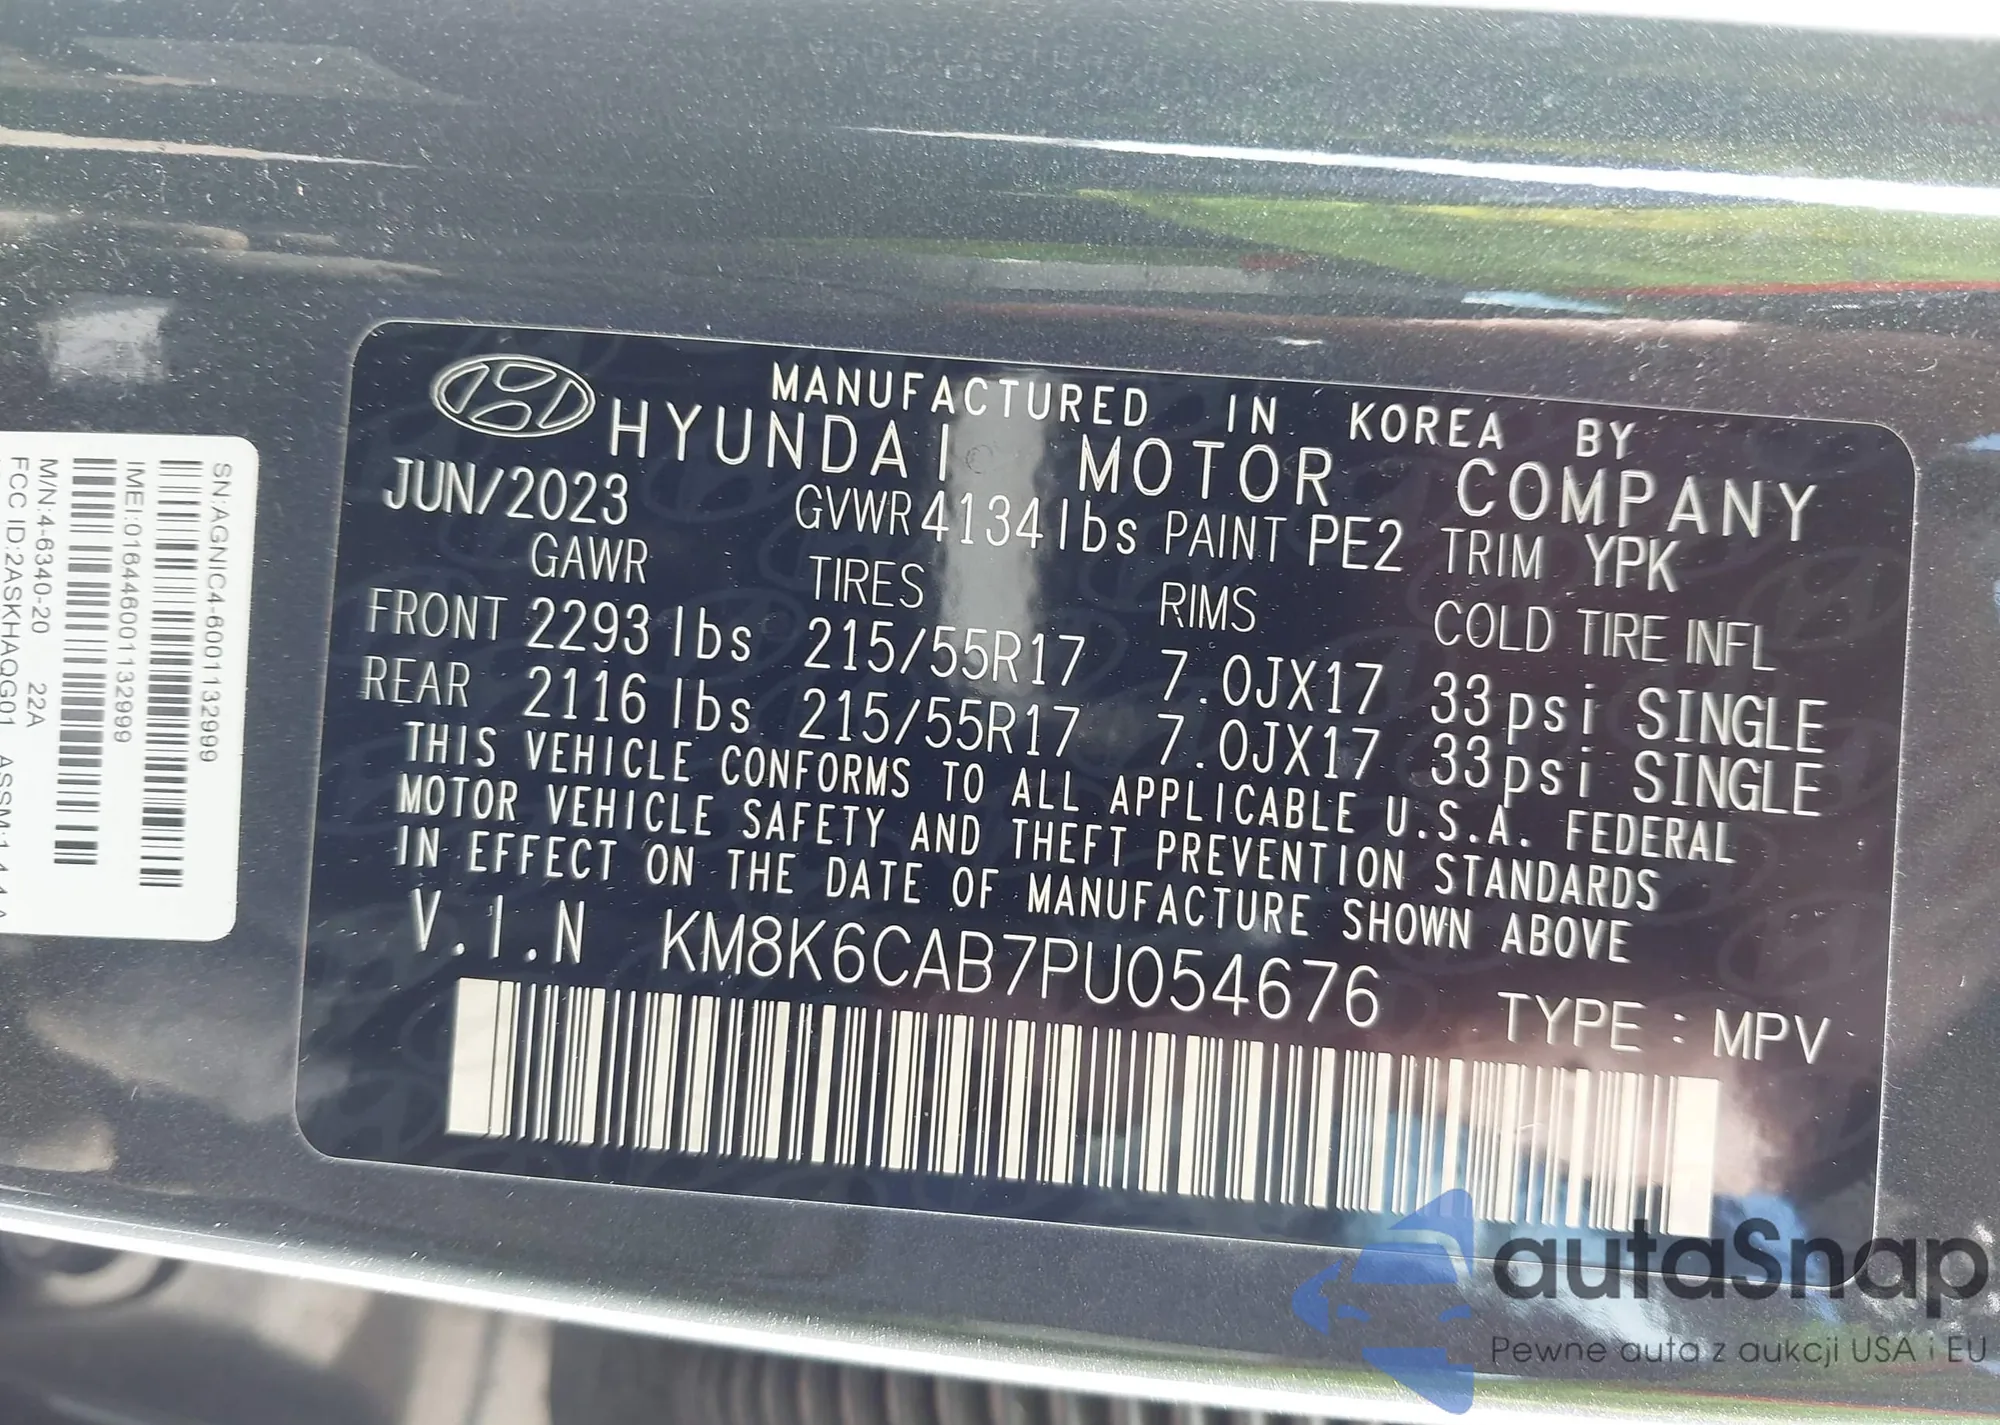 MANUFACTURED IN KOREA BY
HYUNDAI MOTOR COMPANY
JUN/2023 GVWR 4134 lbs PAINT PE2 TRIM YPK
GAWR TIRES RIMS COLD TIRE INFL
FRONT 2293 lbs 215/55R17 7.0JX17 33psi SINGLE
REAR 2116 lbs 215/55R17 7.0JX17 33psi SINGLE
THIS VEHICLE CONFORMS TO ALL APPLICABLE U.S.A. FEDERAL
MOTOR VEHICLE SAFETY AND THEFT PREVENTION STANDARDS
IN EFFECT ON THE DATE OF MANUFACTURE SHOWN ABOVE
V.I.N KM8K6CAB7PU054676
TYPE : MPV
SN:AGNIC4-6001132999
IMEI:016446001132999
M/N:4-6340-20 22A
FCC ID:2ASKHAQG01
autaSnap
Pewne auta z aukcji USA i EU